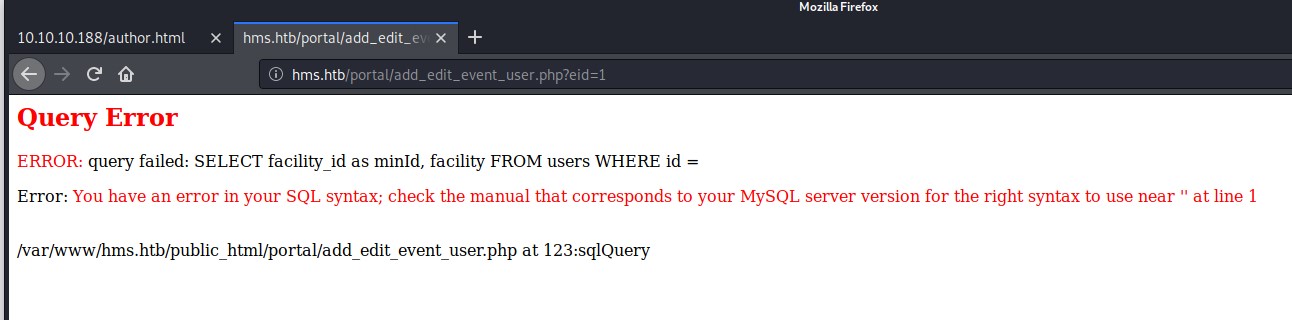 Mozilla Firefox
10.10.10.188/author.html
hms.htb/portal/add_edit_ev
hms.htb/portal/add_edit_event_user.php?eid=1
Query Error
ERROR: query failed: SELECT facility_id as minId, facility FROM users WHERE id =
Error: You have an error in your SQL syntax; check the manual that corresponds to your MySQL server version for the right syntax to use near '' at line 1
/var/www/hms.htb/public_html/portal/add_edit_event_user.php at 123:sqlQuery